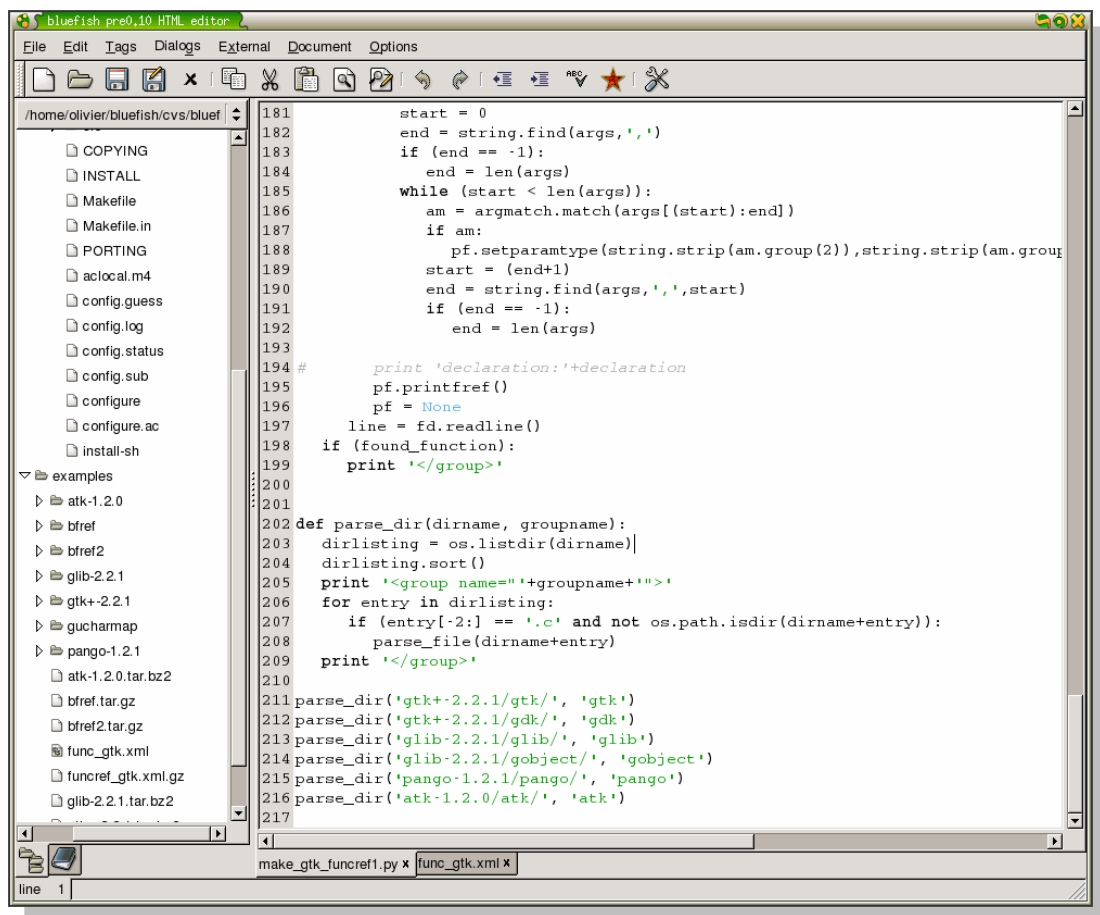 bluefish pre0.10 HTML editor
File Edit Tags Dialogs External Document Options
ABC
/home/olivier/bluefish/cvs/bluef
COPYING
INSTALL
Makefile
Makefile.in
PORTING
aclocal.m4
config.guess
config.log
config.status
config.sub
configure
configure.ac
install-sh
examples
atk-1.2.0
bfref
bfref2
glib-2.2.1
gtk+-2.2.1
gucharmap
pango-1.2.1
atk-1.2.0.tar.bz2
bfref.tar.gz
bfref2.tar.gz
func_gtk.xml
funcref_gtk.xml.gz
glib-2.2.1.tar.bz2
181 start = 0
182 end = string.find(args,',')
183 if (end == -1):
184 end = len(args)
185 while (start < len(args)):
186 am = argmatch.match(args[(start):end])
187 if am:
188 pf.setparamtype(string.strip(am.group(2)),string.strip(am.group
189 start = (end+1)
190 end = string.find(args,',',start)
191 if (end == -1):
192 end = len(args)
193
194 # print 'declaration:'+declaration
195 pf.printfref()
196 pf = None
197 line = fd.readline()
198 if (found_function):
199 print '</group>'
200
201
202 def parse_dir(dirname, groupname):
203 dirlisting = os.listdir(dirname)
204 dirlisting.sort()
205 print '<group name="'+groupname+'">'
206 for entry in dirlisting:
207 if (entry[-2:] == '.c' and not os.path.isdir(dirname+entry)):
208 parse_file(dirname+entry)
209 print '</group>'
210
211 parse_dir('gtk+-2.2.1/gtk/', 'gtk')
212 parse_dir('gtk+-2.2.1/gdk/', 'gdk')
213 parse_dir('glib-2.2.1/glib/', 'glib')
214 parse_dir('glib-2.2.1/gobject/', 'gobject')
215 parse_dir('pango-1.2.1/pango/', 'pango')
216 parse_dir('atk-1.2.0/atk/', 'atk')
217
make_gtk_funcref1.py x func_gtk.xml x
line 1